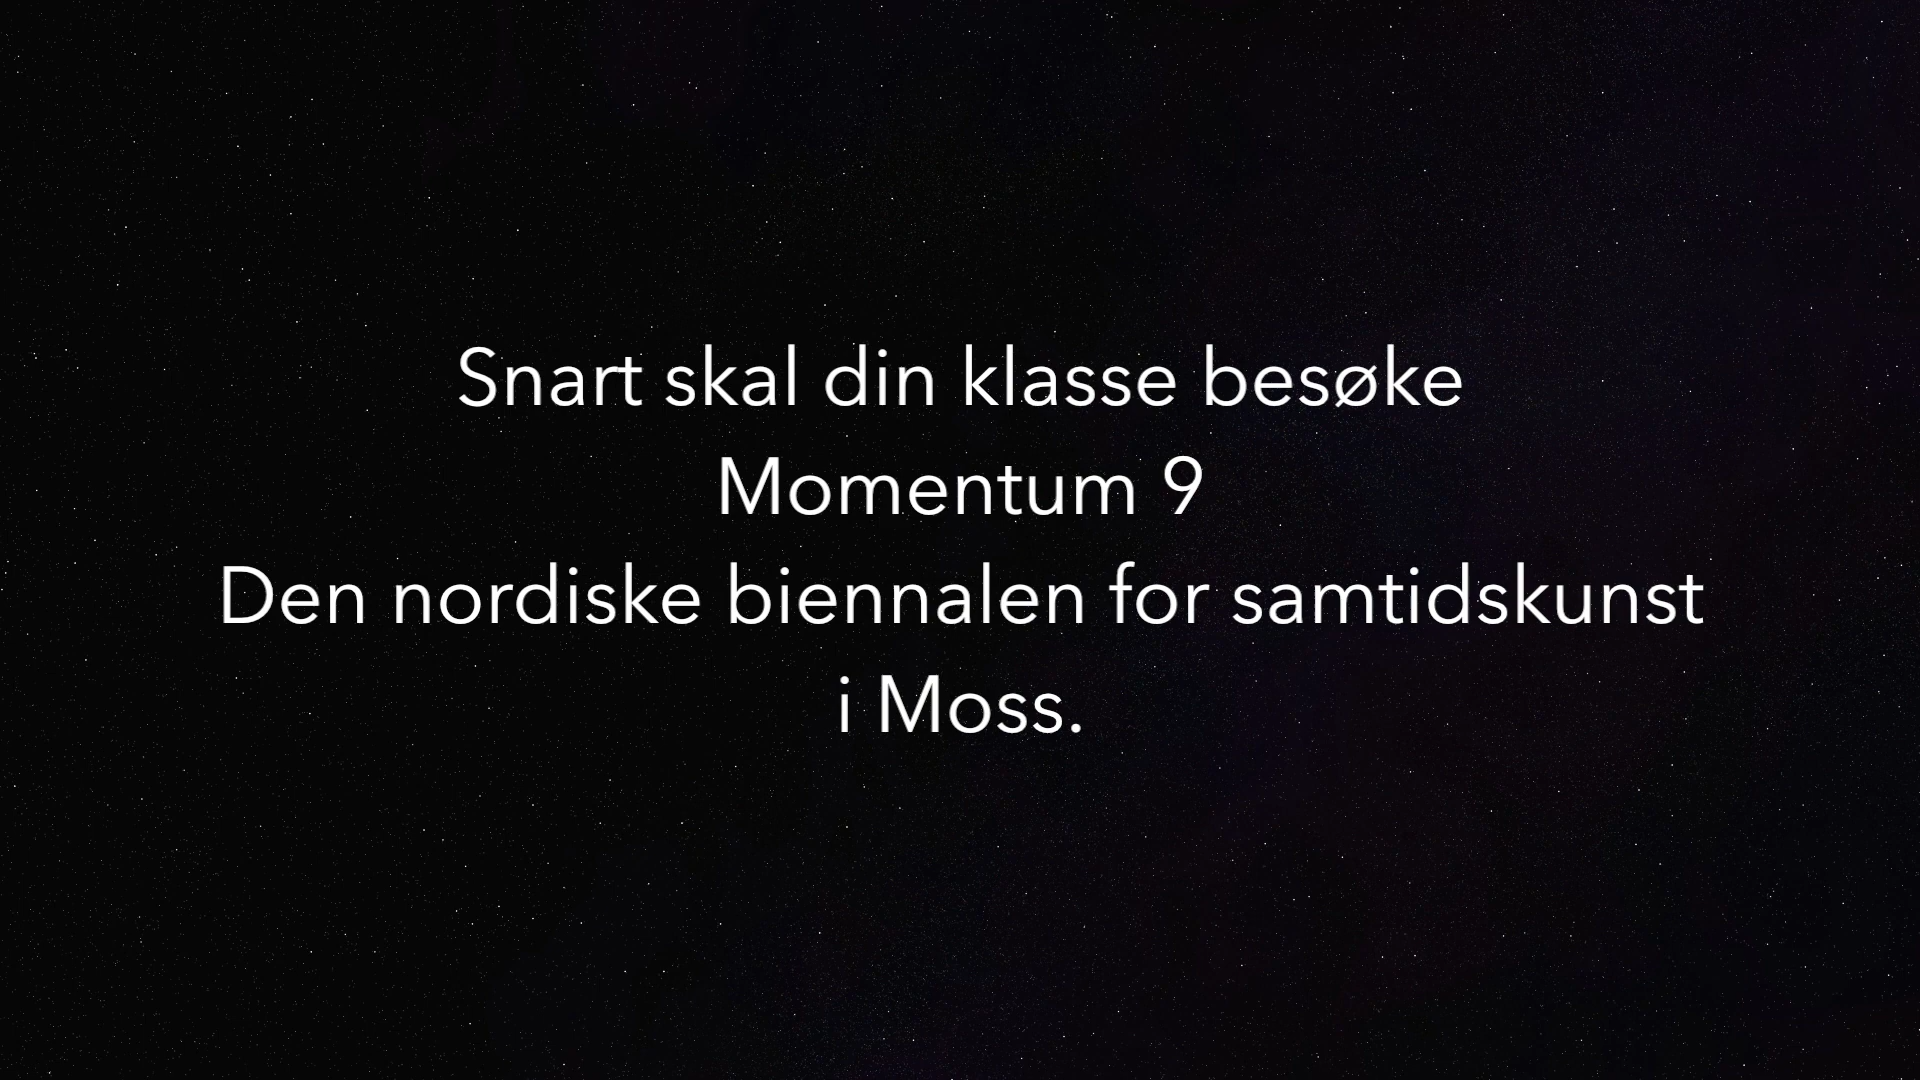 Snart skal din klasse besøke
Momentum 9
Den nordiske biennalen for samtidskunst
i Moss.